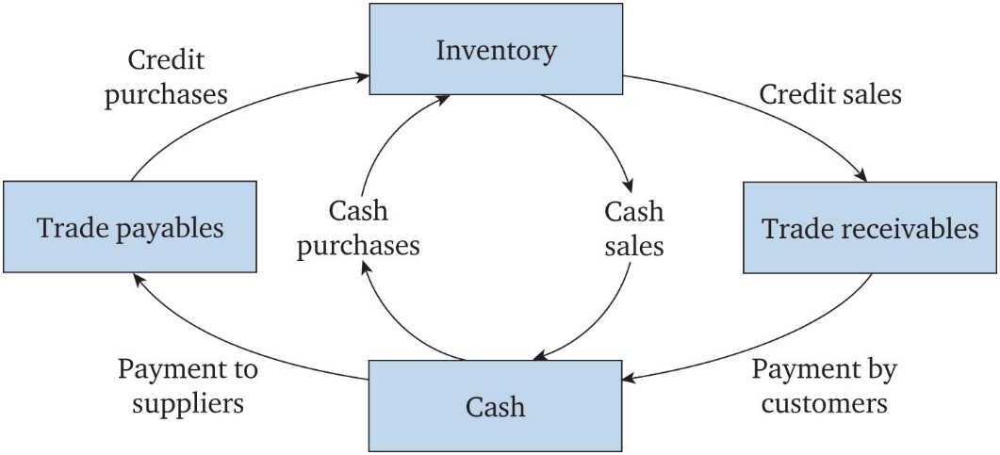 Inventory
Credit
purchases
Credit sales
Trade payables
Cash
purchases
Cash
sales
Trade receivables
Payment to
suppliers
Payment by
customers
Cash